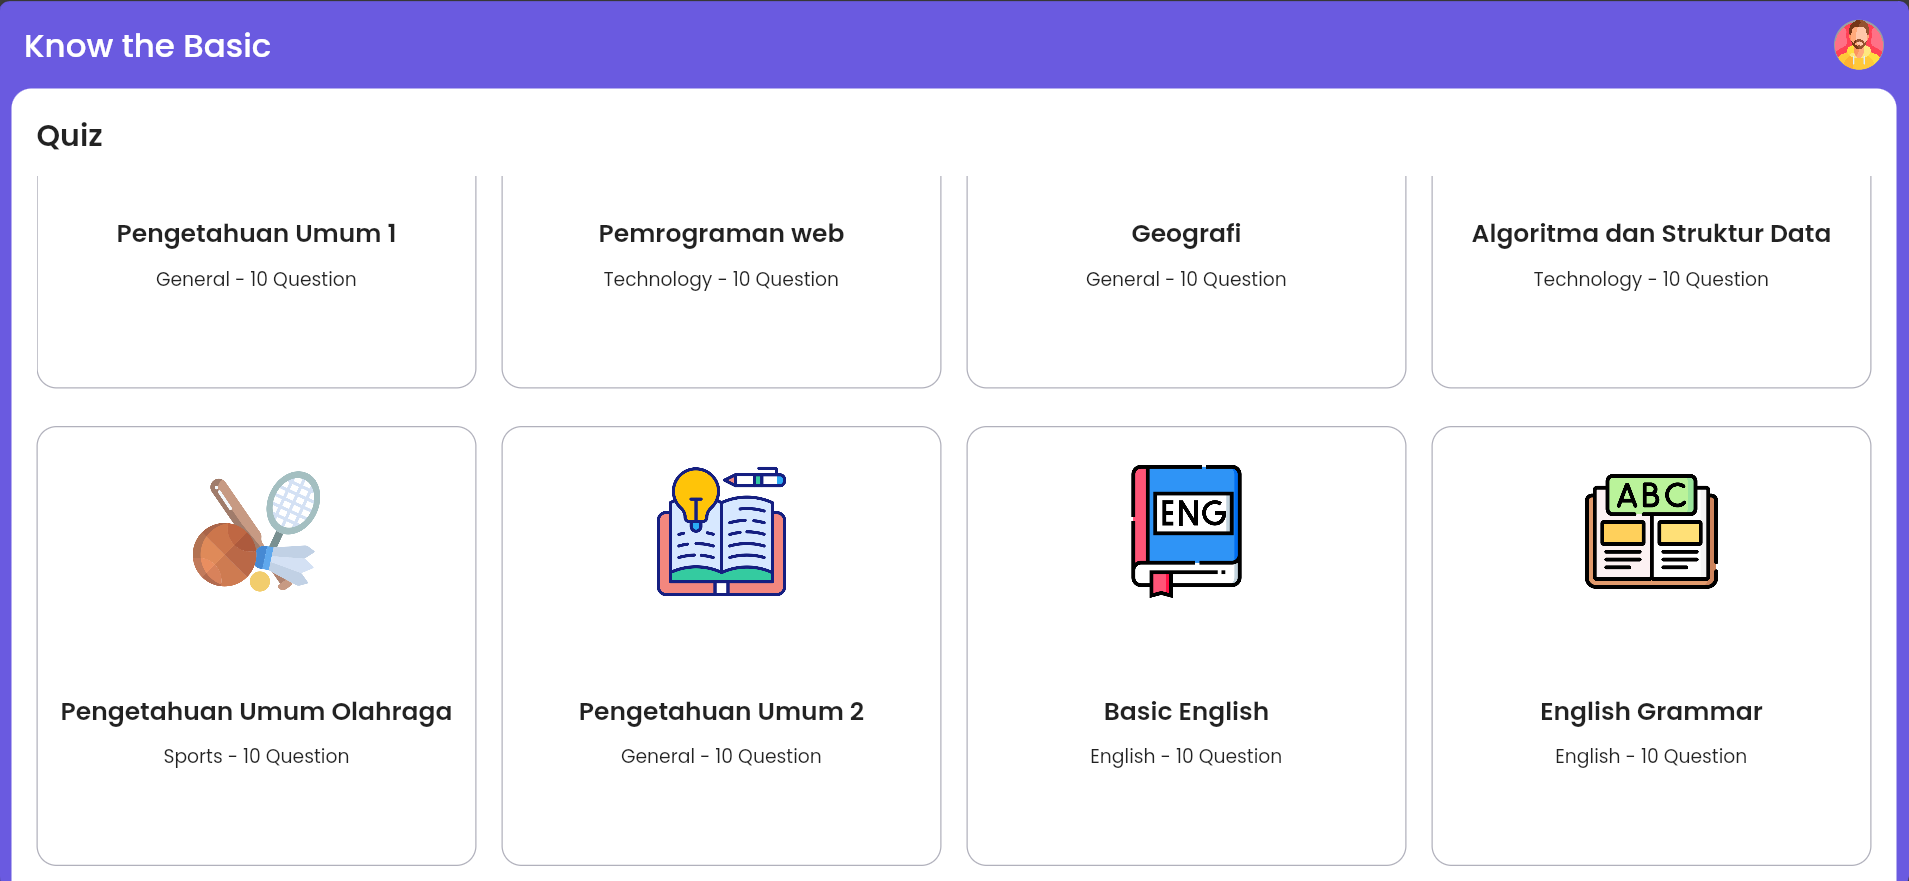 Know the Basic
Quiz
Pengetahuan Umum 1
General - 10 Question
Pemrograman web
Technology - 10 Question
Geografi
General - 10 Question
Algoritma dan Struktur Data
Technology - 10 Question
Pengetahuan Umum Olahraga
Sports - 10 Question
Pengetahuan Umum 2
General - 10 Question
ENG
Basic English
English - 10 Question
ABC
English Grammar
English - 10 Question